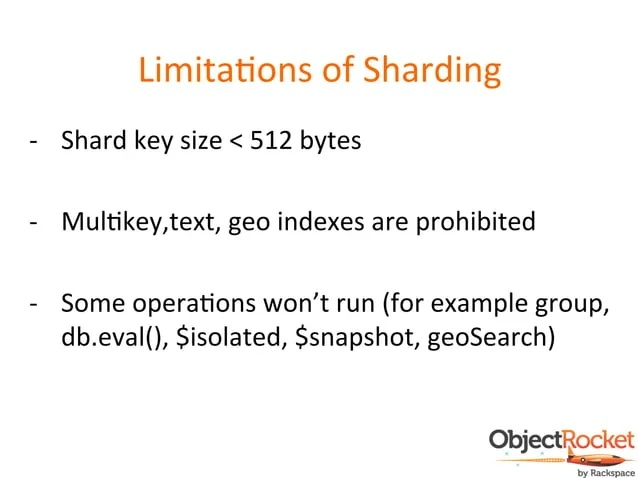 Limitations of Sharding
- Shard key size < 512 bytes
- Multikey,text, geo indexes are prohibited
- Some operations won’t run (for example group,
db.eval(), $isolated, $snapshot, geoSearch)
ObjectRocket
by Rackspace